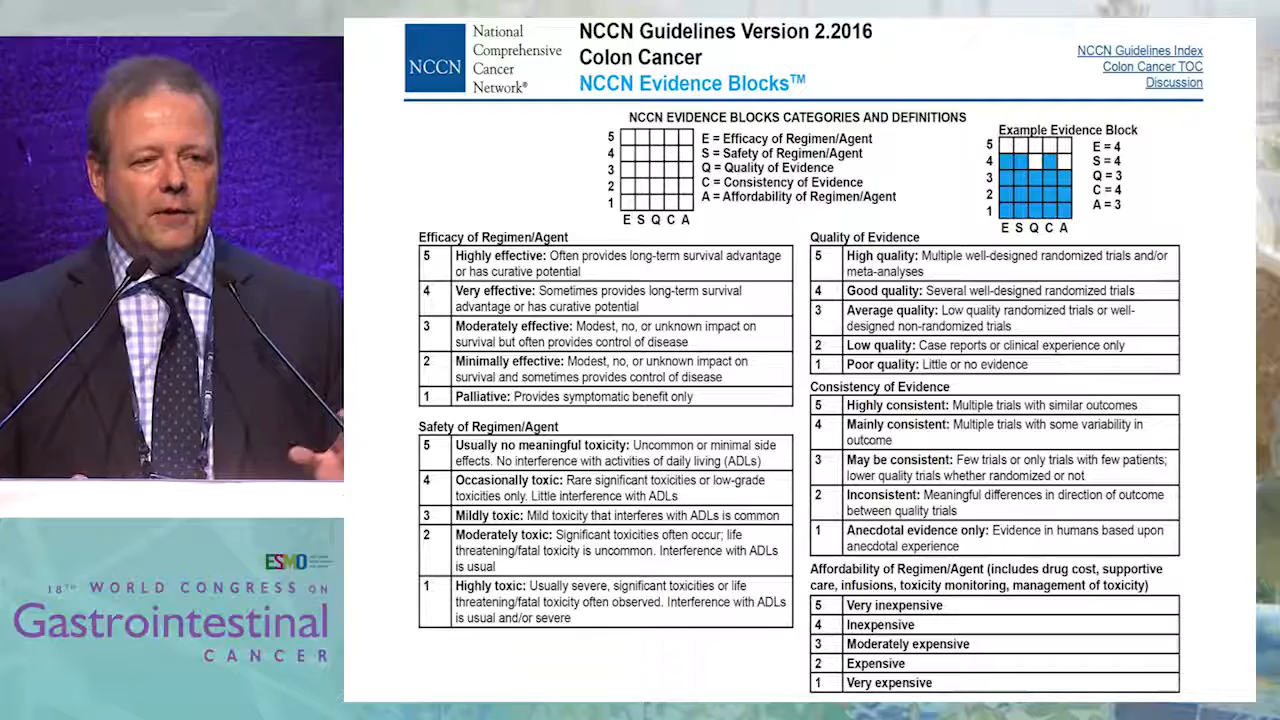 NCCN
National
Comprehensive
Cancer
Network®
NCCN Guidelines Version 2.2016
Colon Cancer
NCCN Evidence Blocks™
NCCN Guidelines Index
Colon Cancer TOC
Discussion
NCCN EVIDENCE BLOCKS CATEGORIES AND DEFINITIONS
5
4
3
2
1
E S Q C A
E = Efficacy of Regimen/Agent
S = Safety of Regimen/Agent
Q = Quality of Evidence
C = Consistency of Evidence
A = Affordability of Regimen/Agent
Example Evidence Block
5
4
3
2
1
E S Q C A
E = 4
S = 4
Q = 3
C = 4
A = 3
Efficacy of Regimen/Agent
5 Highly effective: Often provides long-term survival advantage
or has curative potential
4 Very effective: Sometimes provides long-term survival
advantage or has curative potential
3 Moderately effective: Modest, no, or unknown impact on
survival but often provides control of disease
2 Minimally effective: Modest, no, or unknown impact on
survival and sometimes provides control of disease
1 Palliative: Provides symptomatic benefit only
Safety of Regimen/Agent
5 Usually no meaningful toxicity: Uncommon or minimal side
effects. No interference with activities of daily living (ADLs)
4 Occasionally toxic: Rare significant toxicities or low-grade
toxicities only. Little interference with ADLs
3 Mildly toxic: Mild toxicity that interferes with ADLs is common
2 Moderately toxic: Significant toxicities often occur; life
threatening/fatal toxicity is uncommon. Interference with ADLs
is usual
1 Highly toxic: Usually severe, significant toxicities or life
threatening/fatal toxicity often observed. Interference with ADLs
is usual and/or severe
Quality of Evidence
5 High quality: Multiple well-designed randomized trials and/or
meta-analyses
4 Good quality: Several well-designed randomized trials
3 Average quality: Low quality randomized trials or well-
designed non-randomized trials
2 Low quality: Case reports or clinical experience only
1 Poor quality: Little or no evidence
Consistency of Evidence
5 Highly consistent: Multiple trials with similar outcomes
4 Mainly consistent: Multiple trials with some variability in
outcome
3 May be consistent: Few trials or only trials with few patients;
lower quality trials whether randomized or not
2 Inconsistent: Meaningful differences in direction of outcome
between quality trials
1 Anecdotal evidence only: Evidence in humans based upon
anecdotal experience
Affordability of Regimen/Agent (includes drug cost, supportive
care, infusions, toxicity monitoring, management of toxicity)
5 Very inexpensive
4 Inexpensive
3 Moderately expensive
2 Expensive
1 Very expensive
ESMO
18TH WORLD CONGRESS ON
Gastrointestinal
CANCER